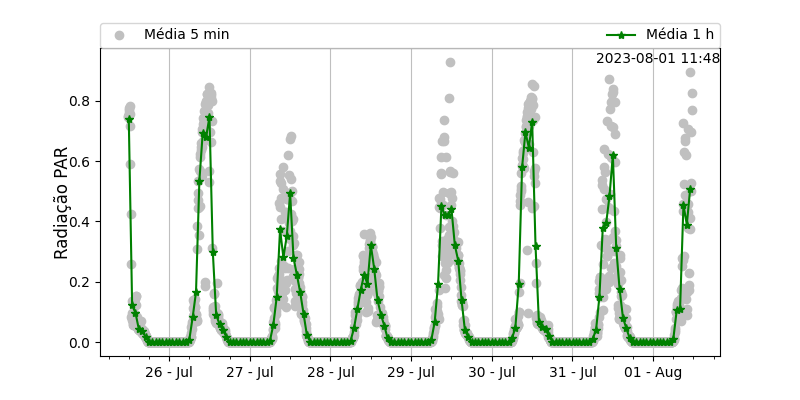 Média 5 min
Média 1 h
2023-08-01 11:48
Radiação PAR
0.8
0.6
0.4
0.2
0.0
26 - Jul
27 - Jul
28 - Jul
29 - Jul
30 - Jul
31 - Jul
01 - Aug